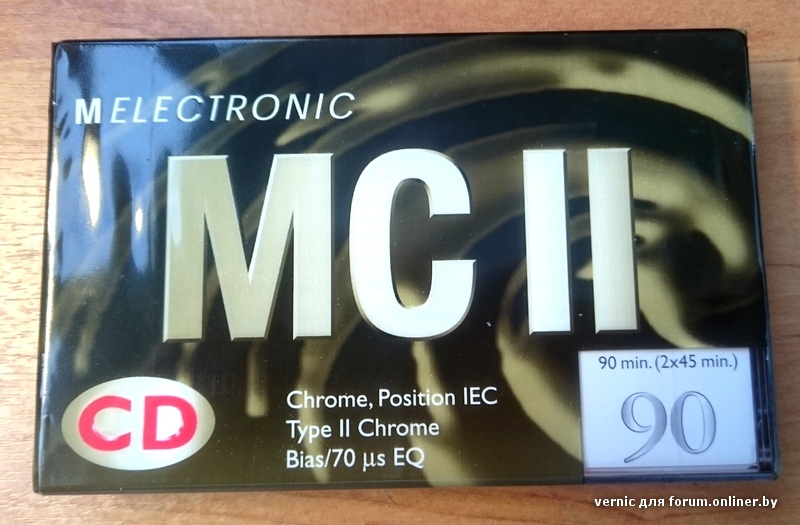 M ELECTRONIC
MC II
CD
Chrome, Position IEC
Type II Chrome
Bias/70 µs EQ
90 min. (2x45 min.)
90
vernic для forum.onliner.by